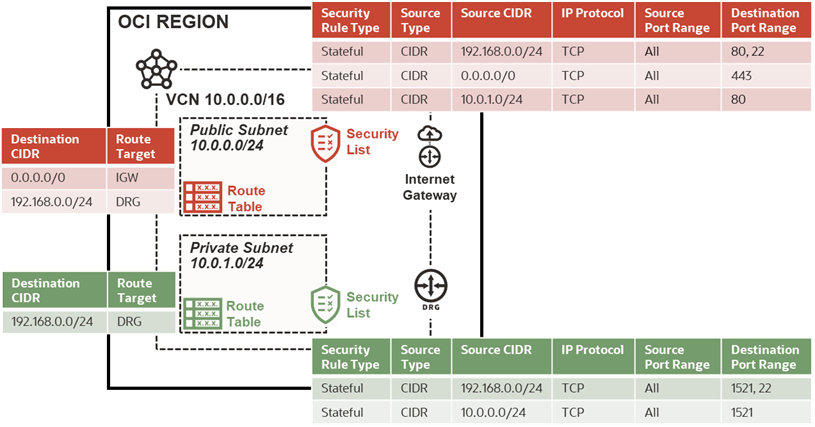 OCI REGION
Security Rule Type Source Type Source CIDR IP Protocol Source Port Range Destination Port Range
Stateful CIDR 192.168.0.0/24 TCP All 80, 22
Stateful CIDR 0.0.0.0/0 TCP All 443
Stateful CIDR 10.0.1.0/24 TCP All 80
VCN 10.0.0.0/16
Destination CIDR Route Target
0.0.0.0/0 IGW
192.168.0.0/24 DRG
Public Subnet
10.0.0.0/24
Security
List
x.x.x.
x.x.x.
x.x.x.
Route
Table
Internet
Gateway
Private Subnet
10.0.1.0/24
Destination CIDR Route Target
192.168.0.0/24 DRG
x.x.x.
x.x.x.
x.x.x.
Route
Table
Security
List
DRG
Security Rule Type Source Type Source CIDR IP Protocol Source Port Range Destination Port Range
Stateful CIDR 192.168.0.0/24 TCP All 1521, 22
Stateful CIDR 10.0.0.0/24 TCP All 1521